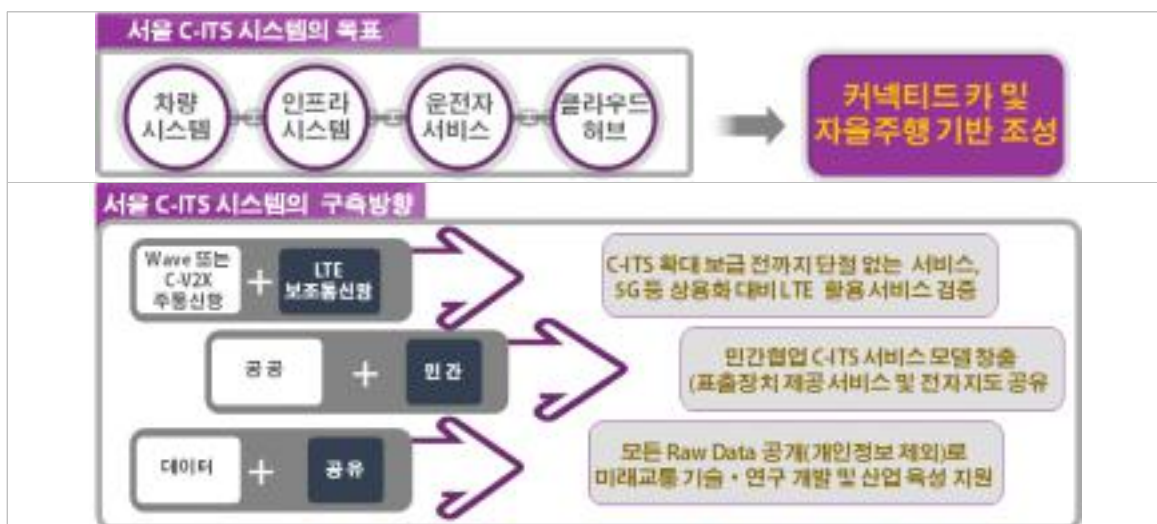 서울 C-ITS 시스템의 목표
차량
시스템
인프라
시스템
운전자
서비스
클라우드
허브
커넥티드 카 및
자율주행 기반 조성
서울 C-ITS 시스템의 구축방향
Wave 또는
C-V2X
주통신망
+
LTE
보조통신망
C-ITS 확대 보급 전까지 단절 없는 서비스,
5G 등 상용화 대비 LTE 활용 서비스 검증
공공
+
민간
민간협업 C-ITS 서비스 모델 창출
(표출장치 제공 서비스 및 전자지도 공유
데이터
+
공유
모든 Raw Data 공개(개인정보 제외)로
미래교통 기술·연구 개발 및 산업 육성 지원